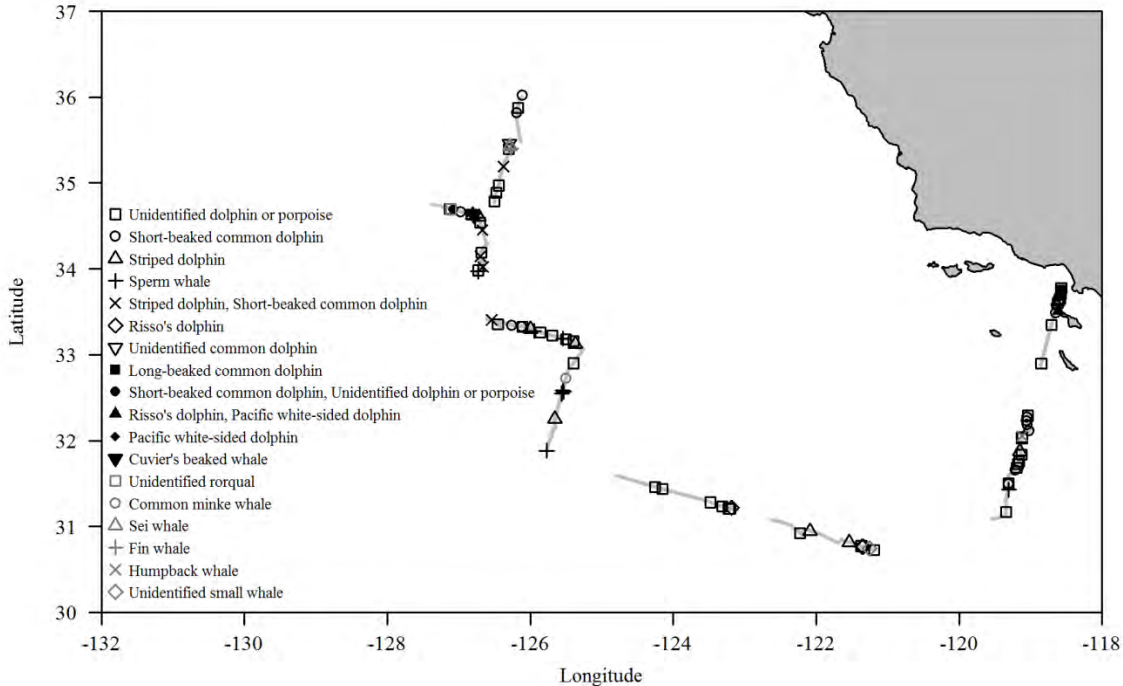 37
36
35
34
33
32
31
30
Latitude
Unidentified dolphin or porpoise
Short-beaked common dolphin
Striped dolphin
Sperm whale
Striped dolphin, Short-beaked common dolphin
Risso's dolphin
Unidentified common dolphin
Long-beaked common dolphin
Short-beaked common dolphin, Unidentified dolphin or porpoise
Risso's dolphin, Pacific white-sided dolphin
Pacific white-sided dolphin
Cuvier's beaked whale
Unidentified rorqual
Common minke whale
Sei whale
Fin whale
Humpback whale
Unidentified small whale
-132 -130 -128 -126 -124 -122 -120 -118
Longitude